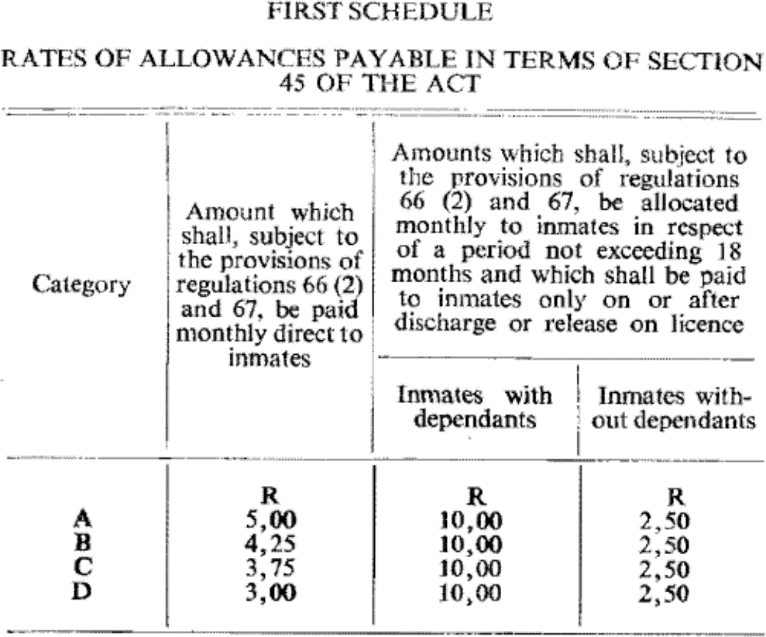 FIRST SCHEDULE
RATES OF ALLOWANCES PAYABLE IN TERMS OF SECTION
45 OF THE ACT
Category
Amount which
shall, subject to
the provisions of
regulations 66 (2)
and 67, be paid
monthly direct to
inmates
Amounts which shall, subject to
the provisions of regulations
66 (2) and 67, be allocated
monthly to inmates in respect
of a period not exceeding 18
months and which shall be paid
to inmates only on or after
discharge or release on licence
Inmates with
dependants
Inmates with-
out dependants
R R R
A 5,00 10,00 2,50
B 4,25 10,00 2,50
C 3,75 10,00 2,50
D 3,00 10,00 2,50